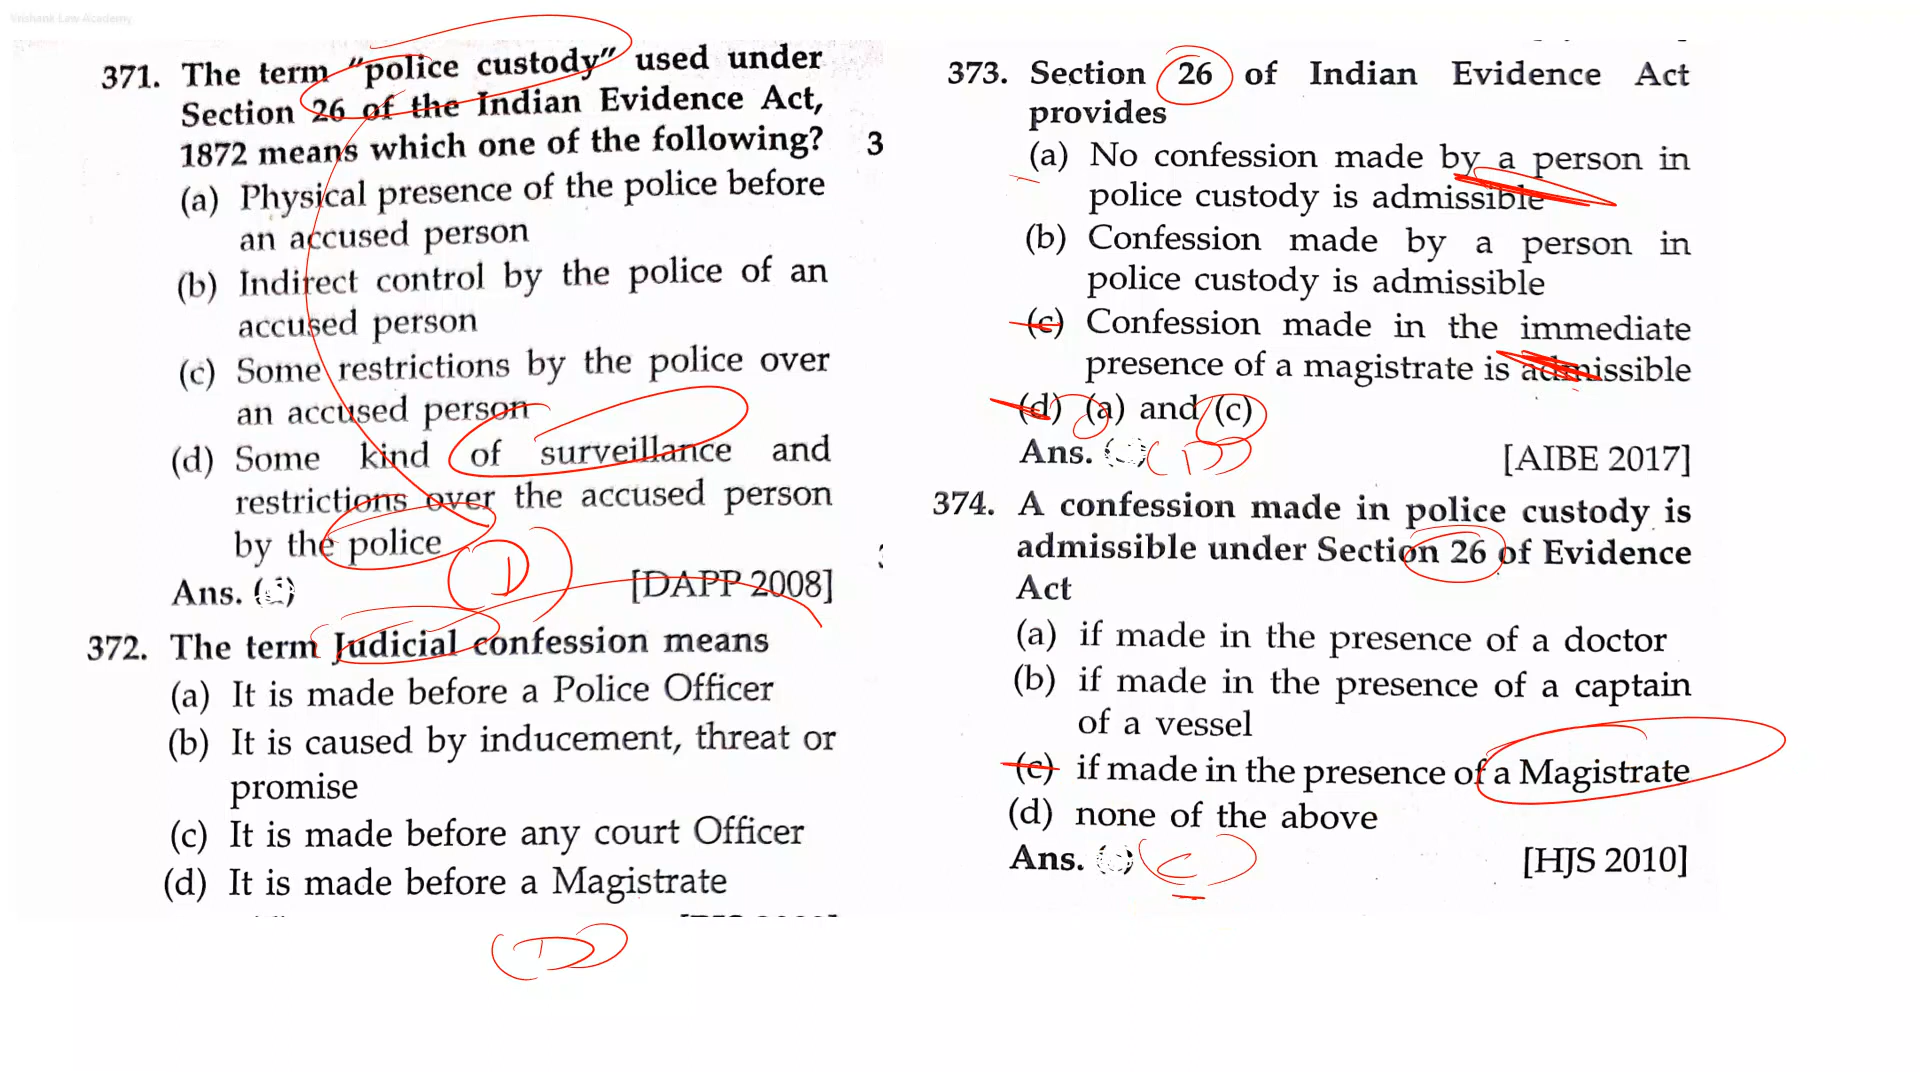 Krishank Law Academy
371. The term "police custody" used under
Section 26 of the Indian Evidence Act,
1872 means which one of the following?
(a) Physical presence of the police before
an accused person
(b) Indirect control by the police of an
accused person
(c) Some restrictions by the police over
an accused person
(d) Some kind of surveillance and
restrictions over the accused person
by the police
Ans. D [DAPP 2008]
372. The term Judicial confession means
(a) It is made before a Police Officer
(b) It is caused by inducement, threat or
promise
(c) It is made before any court Officer
(d) It is made before a Magistrate
(D)
3
373. Section 26 of Indian Evidence Act
provides
(a) No confession made by a person in
police custody is admissible
(b) Confession made by a person in
police custody is admissible
(c) Confession made in the immediate
presence of a magistrate is admissible
(d) (a) and (c)
Ans. (D) [AIBE 2017]
374. A confession made in police custody is
admissible under Section 26 of Evidence
Act
(a) if made in the presence of a doctor
(b) if made in the presence of a captain
of a vessel
(c) if made in the presence of a Magistrate
(d) none of the above
Ans. (C) [HJS 2010]